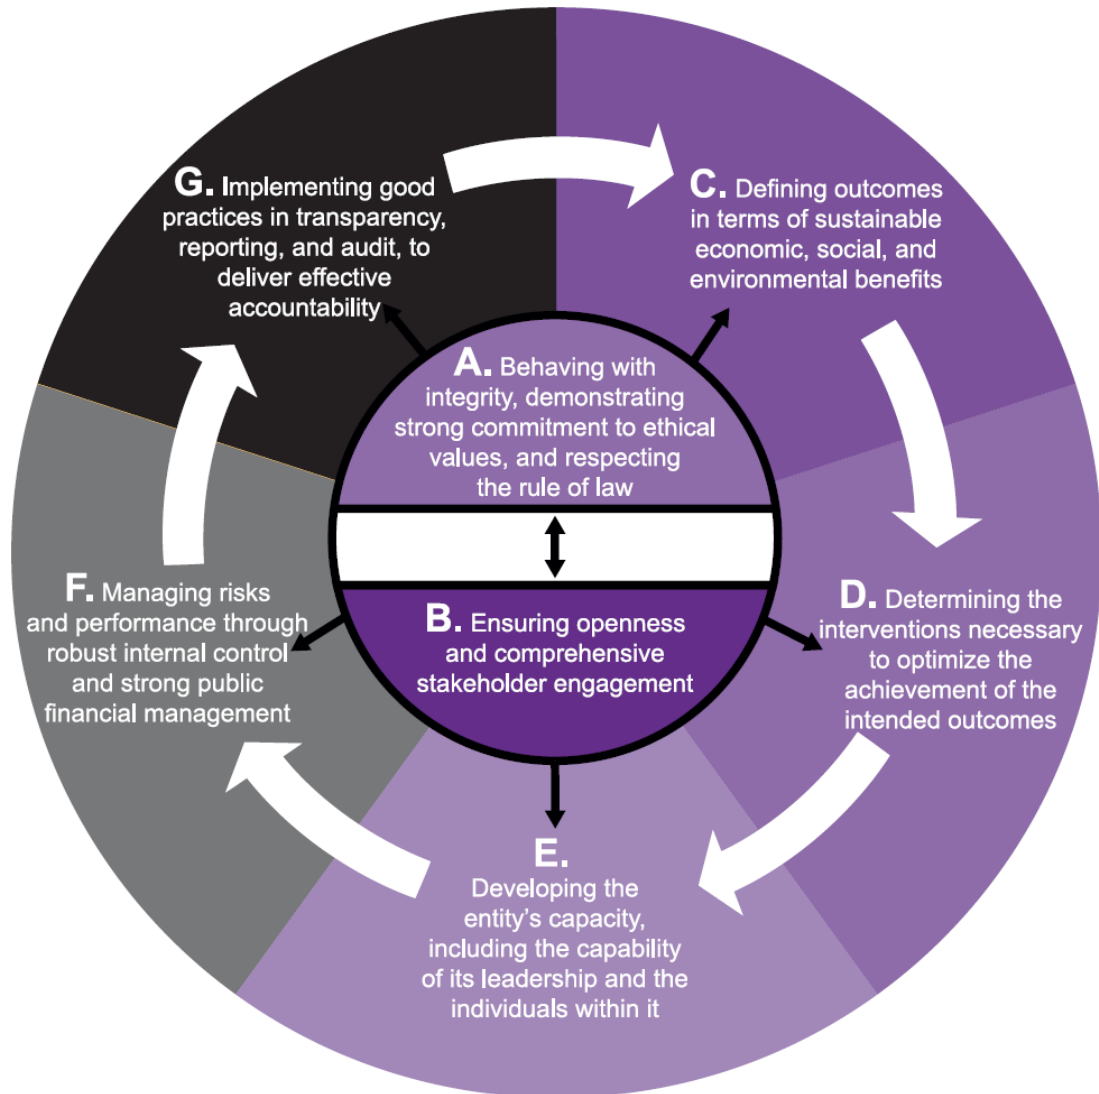 A. Behaving with
integrity, demonstrating
strong commitment to ethical
values, and respecting
the rule of law
B. Ensuring openness
and comprehensive
stakeholder engagement
C. Defining outcomes
in terms of sustainable
economic, social, and
environmental benefits
D. Determining the
interventions necessary
to optimize the
achievement of the
intended outcomes
E.
Developing the
entity’s capacity,
including the capability
of its leadership and the
individuals within it
F. Managing risks
and performance through
robust internal control
and strong public
financial management
G. Implementing good
practices in transparency,
reporting, and audit, to
deliver effective
accountability